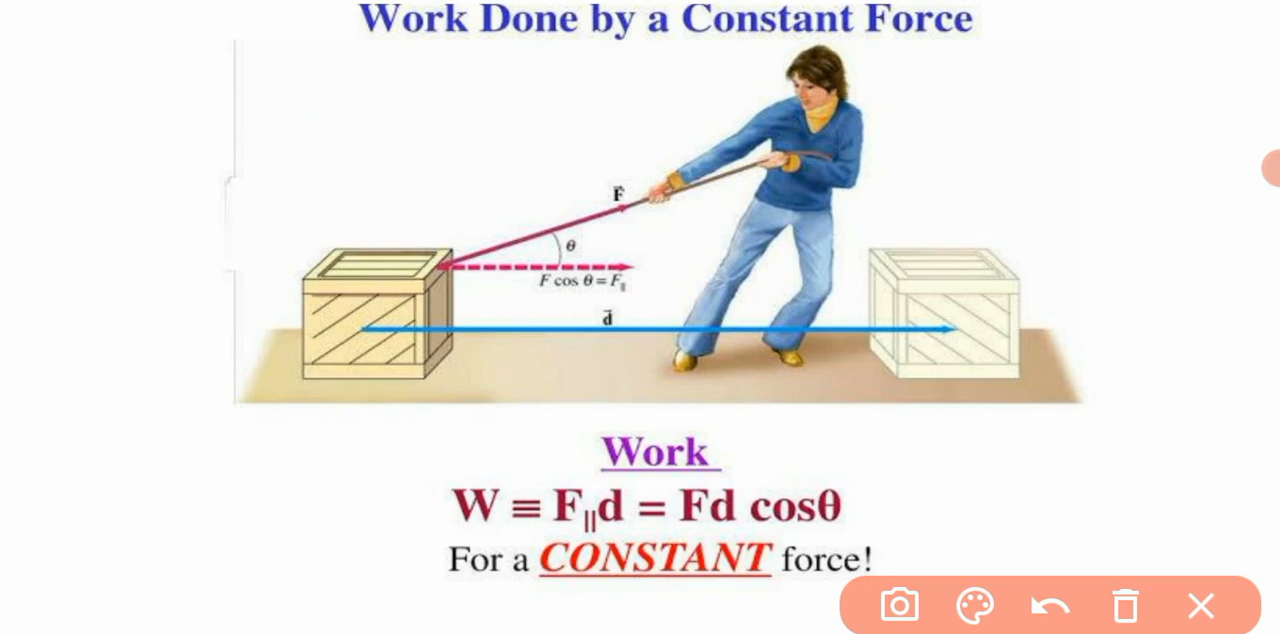 Work Done by a Constant Force
F⃗
θ
F cos θ = F∥
d⃗
Work
W ≡ F∥d = Fd cosθ
For a CONSTANT force!